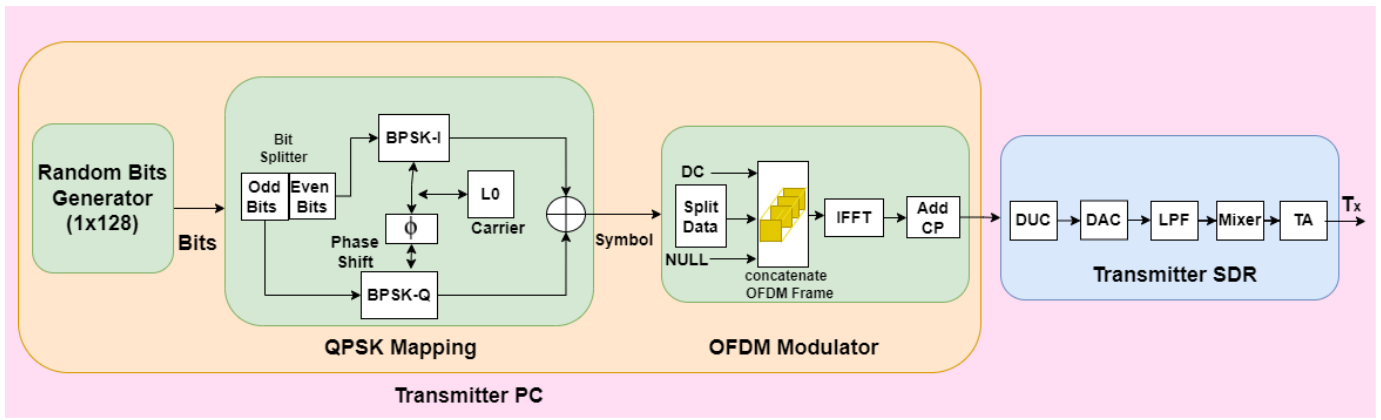 Random Bits
Generator
(1x128)
Bits
Bit
Splitter
Odd
Bits
Even
Bits
BPSK-I
L0
Carrier
ϕ
Phase
Shift
BPSK-Q
QPSK Mapping
Symbol
DC
Split
Data
NULL
concatenate
OFDM Frame
IFFT
Add
CP
OFDM Modulator
Transmitter PC
DUC
DAC
LPF
Mixer
TA
Tx
Transmitter SDR